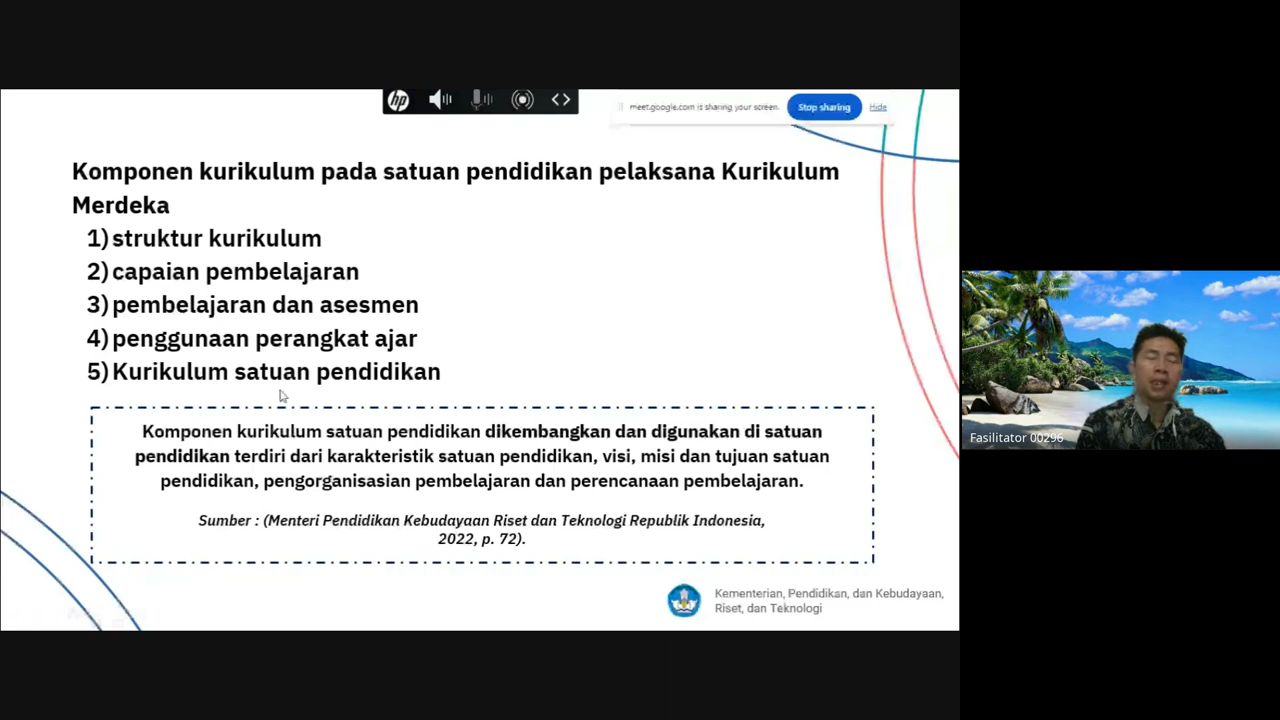 hp
meet.google.com is sharing your screen.
Stop sharing
Hide
Komponen kurikulum pada satuan pendidikan pelaksana Kurikulum
Merdeka
1) struktur kurikulum
2) capaian pembelajaran
3) pembelajaran dan asesmen
4) penggunaan perangkat ajar
5) Kurikulum satuan pendidikan
Komponen kurikulum satuan pendidikan dikembangkan dan digunakan di satuan
pendidikan terdiri dari karakteristik satuan pendidikan, visi, misi dan tujuan satuan
pendidikan, pengorganisasian pembelajaran dan perencanaan pembelajaran.
Sumber : (Menteri Pendidikan Kebudayaan Riset dan Teknologi Republik Indonesia,
2022, p. 72).
Kementerian, Pendidikan, dan Kebudayaan,
Riset, dan Teknologi
Fasilitator 00296